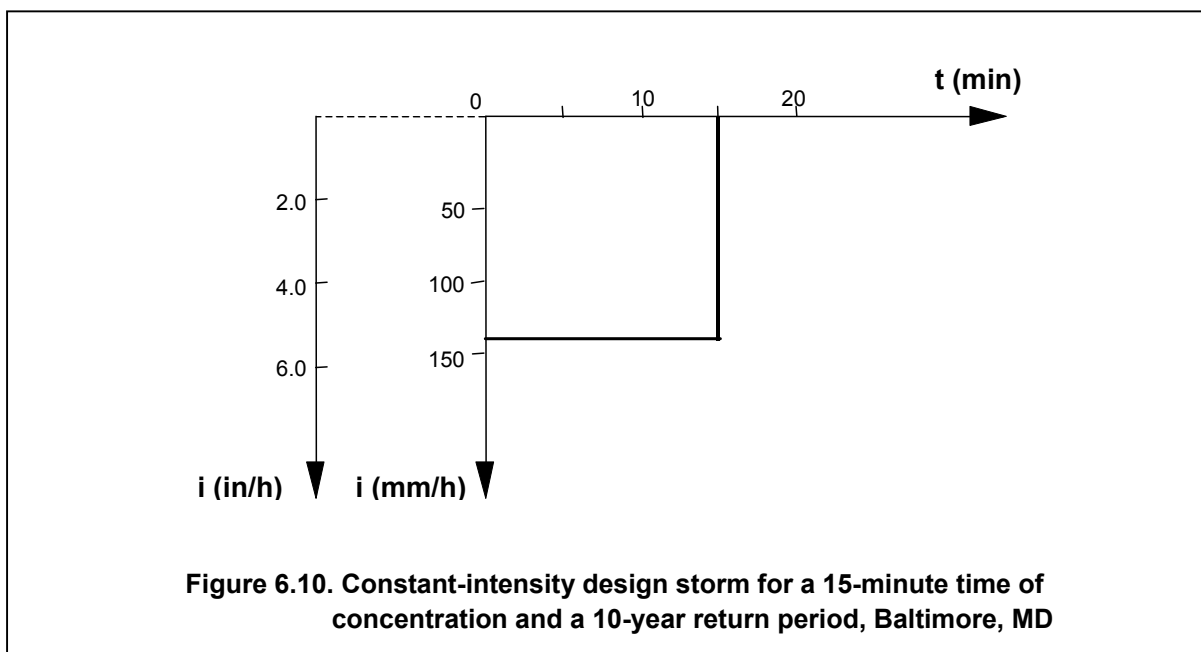 t (min)
0
10
20
2.0
50
4.0
100
6.0
150
i (in/h)
i (mm/h)
Figure 6.10. Constant-intensity design storm for a 15-minute time of
concentration and a 10-year return period, Baltimore, MD